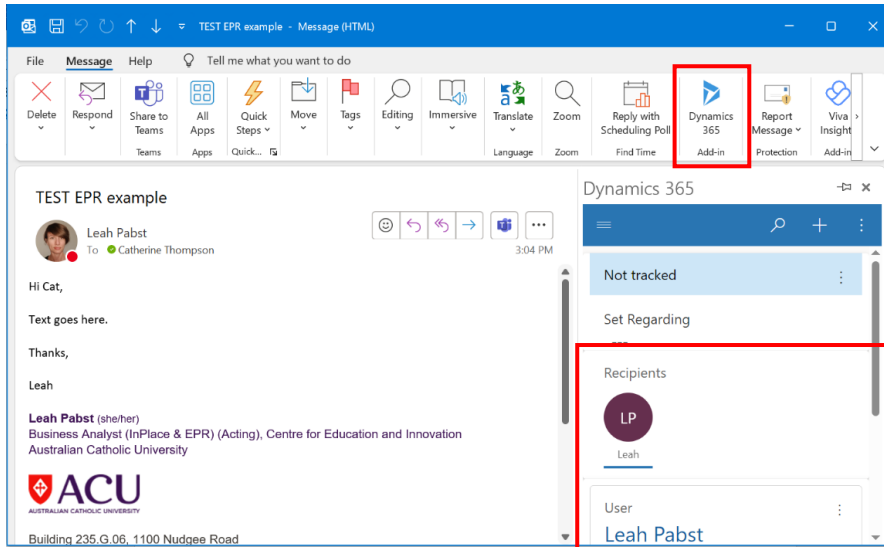 TEST EPR example - Message (HTML)
File Message Help Tell me what you want to do
Delete
Respond
Share to Teams
All Apps
Quick Steps
Move
Tags
Editing
Immersive
Translate
Zoom
Reply with Scheduling Poll
Dynamics 365
Report Message
Viva Insight
Teams Apps Quick... Language Zoom Find Time Add-in Protection Add-in
TEST EPR example
Leah Pabst
To Catherine Thompson
3:04 PM
Hi Cat,
Text goes here.
Thanks,
Leah
Leah Pabst (she/her)
Business Analyst (InPlace & EPR) (Acting), Centre for Education and Innovation
Australian Catholic University
ACU
AUSTRALIAN CATHOLIC UNIVERSITY
Building 235.G.06, 1100 Nudgee Road
Dynamics 365
Not tracked
Set Regarding
Recipients
LP
Leah
User
Leah Pabst